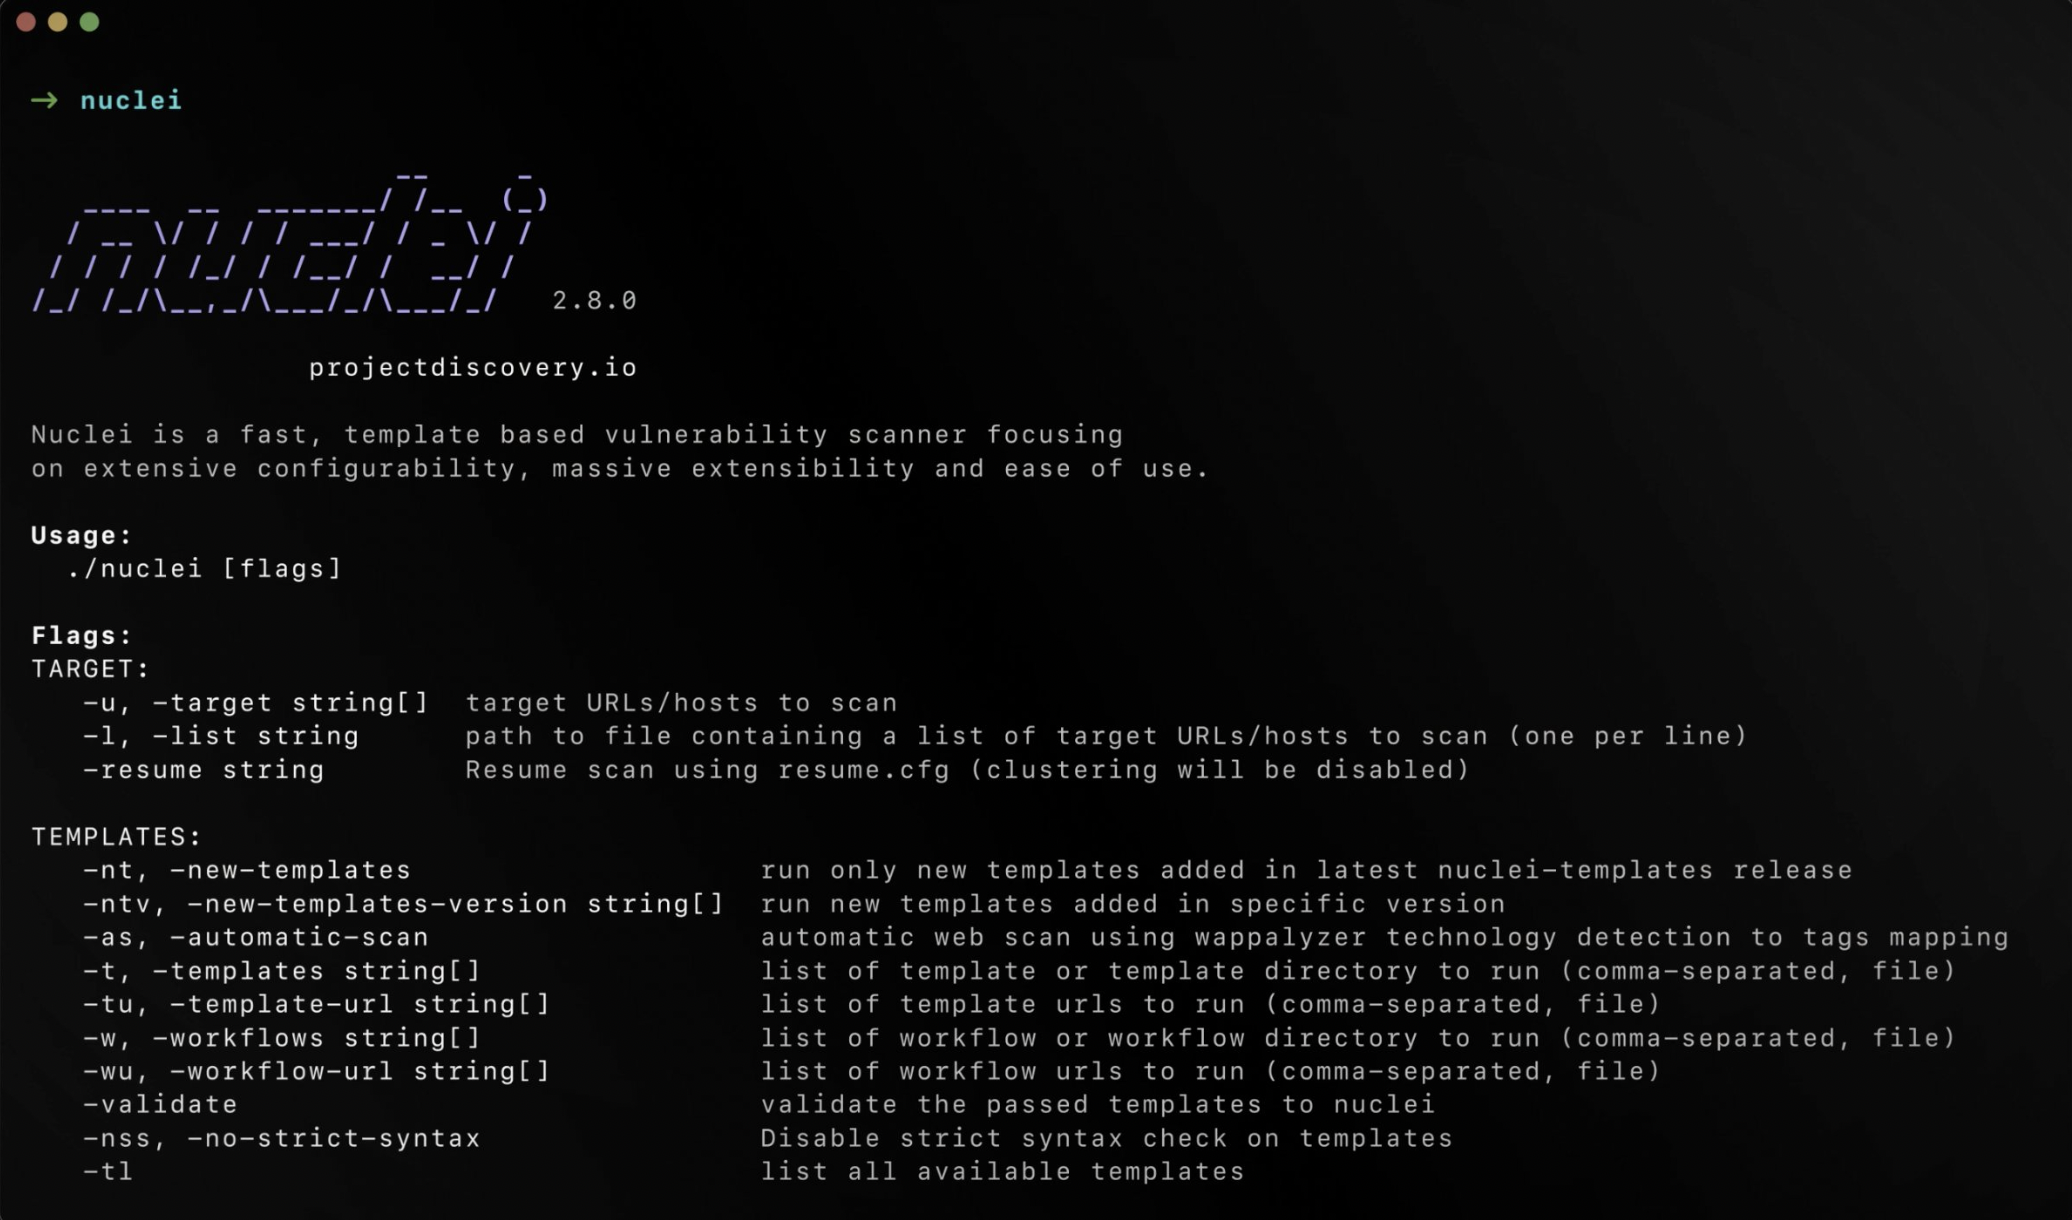 → nuclei
                     __     _
   ____  __  _______/ /__  (_)
  / __ \/ / / / ___/ / _ \/ /
 / / / / /_/ / /__/ /  __/ /
/_/ /_/\__,_/\___/_/\___/_/   2.8.0
projectdiscovery.io
Nuclei is a fast, template based vulnerability scanner focusing
on extensive configurability, massive extensibility and ease of use.
Usage:
./nuclei [flags]
Flags:
TARGET:
-u, -target string[]  target URLs/hosts to scan
-l, -list string  path to file containing a list of target URLs/hosts to scan (one per line)
-resume string  Resume scan using resume.cfg (clustering will be disabled)
TEMPLATES:
-nt, -new-templates  run only new templates added in latest nuclei-templates release
-ntv, -new-templates-version string[]  run new templates added in specific version
-as, -automatic-scan  automatic web scan using wappalyzer technology detection to tags mapping
-t, -templates string[]  list of template or template directory to run (comma-separated, file)
-tu, -template-url string[]  list of template urls to run (comma-separated, file)
-w, -workflows string[]  list of workflow or workflow directory to run (comma-separated, file)
-wu, -workflow-url string[]  list of workflow urls to run (comma-separated, file)
-validate  validate the passed templates to nuclei
-nss, -no-strict-syntax  Disable strict syntax check on templates
-tl  list all available templates